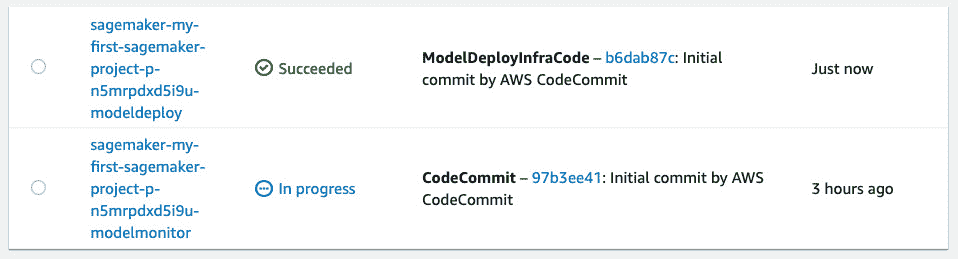 sagemaker-my-
first-sagemaker-
project-p-
n5mrpdxd5i9u-
modeldeploy
Succeeded
ModelDeployInfraCode – b6dab87c: Initial
commit by AWS CodeCommit
Just now
sagemaker-my-
first-sagemaker-
project-p-
n5mrpdxd5i9u-
modelmonitor
In progress
CodeCommit – 97b3ee41: Initial commit by AWS
CodeCommit
3 hours ago